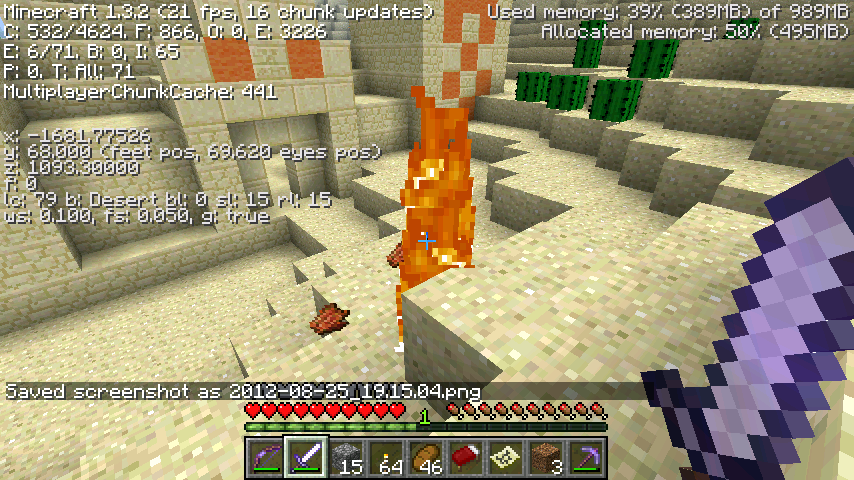 Minecraft 1.3.2 (21 fps, 16 chunk updates)
Used memory: 39% (389MB) of 989MB
C: 532/4624, F: 866, O: 0, E: 3226
Allocated memory: 50% (495MB)
E: 6/71, B: 0, I: 65
P: 0, T: All: 71
MultiplayerChunkCache: 441
x: -1681.77526
y: 68.000 (feet pos, 69.620 eyes pos)
z: 1093.30000
f: 0
lc: 79 b: Desert bl: 0 sl: 15 rl: 15
ws: 0.100, fs: 0.050, g: true
Saved screenshot as 2012-08-25_19.15.04.png
1
15 64 46 3